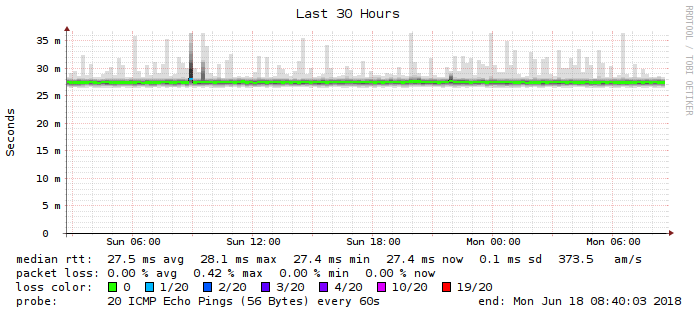 Last 30 Hours
RRDTOOL / TOBI OETIKER
Seconds
35 m
30 m
25 m
20 m
15 m
10 m
5 m
0
Sun 06:00 Sun 12:00 Sun 18:00 Mon 00:00 Mon 06:00
median rtt: 27.5 ms avg 28.1 ms max 27.4 ms min 27.4 ms now 0.1 ms sd 373.5 am/s
packet loss: 0.00 % avg 0.42 % max 0.00 % min 0.00 % now
loss color: 0 1/20 2/20 3/20 4/20 10/20 19/20
probe: 20 ICMP Echo Pings (56 Bytes) every 60s end: Mon Jun 18 08:40:03 2018